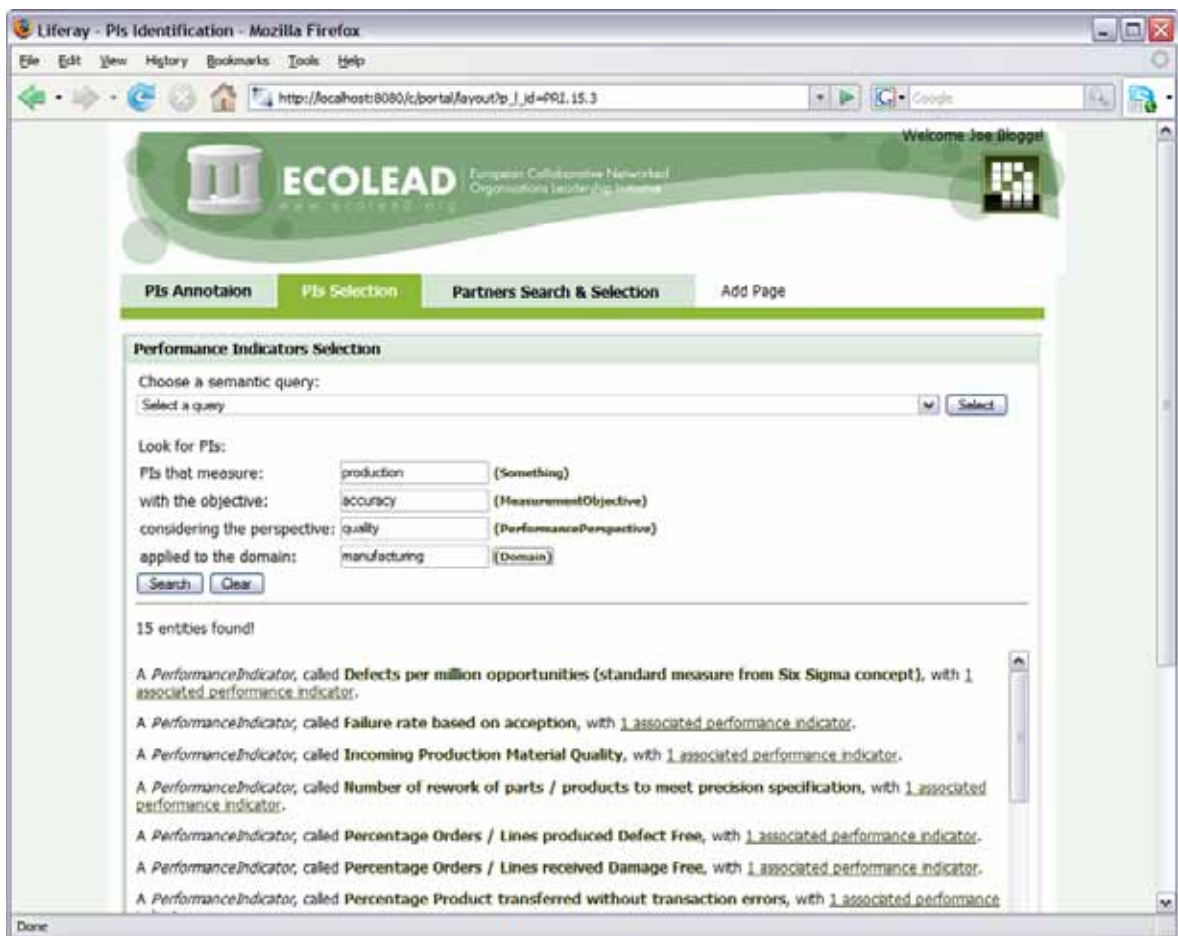 Liferay - PIs Identification - Mozilla Firefox
File Edit View History Bookmarks Tools Help
http://localhost:8080/c/portal/layout?p_l_id=PRI.15.3
Google
Welcome Joe Bloggs!
ECOLEAD European Collaborative Networked
Organisations Leadership Initiative
www.ecolead.org
PIs Annotaion PIs Selection Partners Search & Selection Add Page
Performance Indicators Selection
Choose a semantic query:
Select a query Select
Look for PIs:
PIs that measure: production (Something)
with the objective: accuracy (MeasurementObjective)
considering the perspective: quality (PerformancePerspective)
applied to the domain: manufacturing (Domain)
Search Clear
15 entities found!
A PerformanceIndicator, called Defects per million opportunities (standard measure from Six Sigma concept), with 1
associated performance indicator.
A PerformanceIndicator, called Failure rate based on acception, with 1 associated performance indicator.
A PerformanceIndicator, called Incoming Production Material Quality, with 1 associated performance indicator.
A PerformanceIndicator, called Number of rework of parts / products to meet precision specification, with 1 associated
performance indicator.
A PerformanceIndicator, called Percentage Orders / Lines produced Defect Free, with 1 associated performance indicator.
A PerformanceIndicator, called Percentage Orders / Lines received Damage Free, with 1 associated performance indicator.
A PerformanceIndicator, called Percentage Product transferred without transaction errors, with 1 associated performance
Done